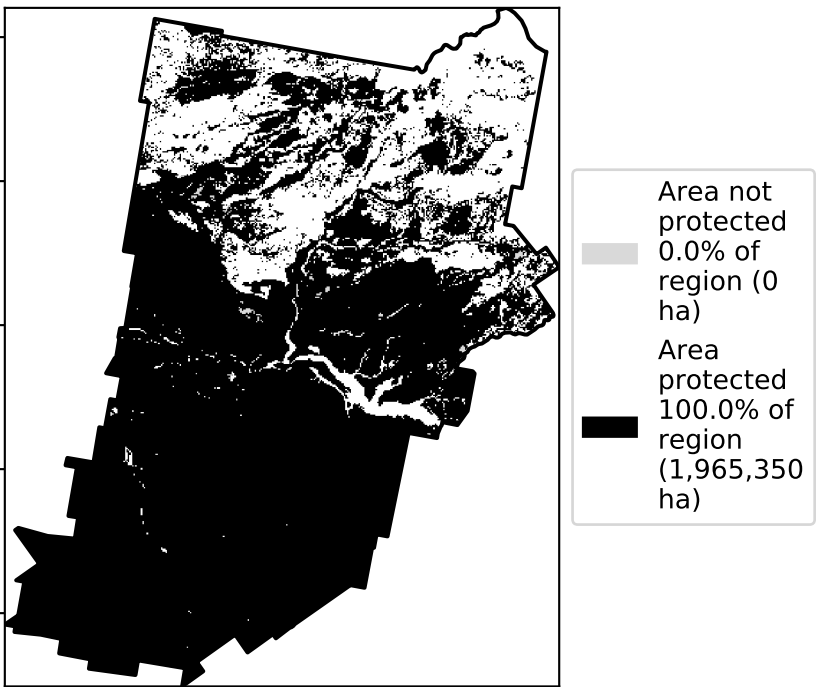 Area not
protected
0.0% of
region (0
ha)
Area
protected
100.0% of
region
(1,965,350
ha)